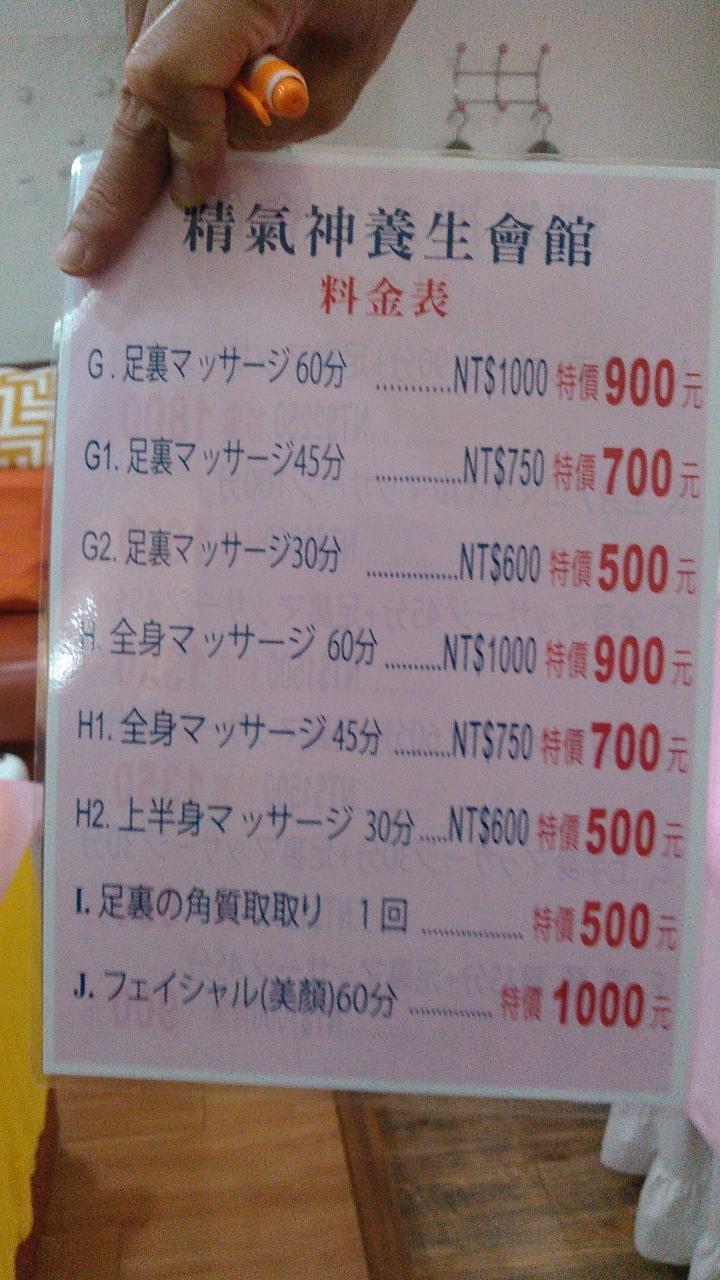 精氣神養生會館
料金表
G. 足裏マッサージ 60分 ...........NT$1000 特價 900 元
G1. 足裏マッサージ45分 ..............NT$750 特價 700 元
G2. 足裏マッサージ30分 ...............NT$600 特價 500 元
H. 全身マッサージ 60分 .........NT$1000 特價 900 元
H1. 全身マッサージ 45分 .........NT$750 特價 700 元
H2. 上半身マッサージ 30分 .....NT$600 特價 500 元
I. 足裏の角質取取り 1回 .................. 特價 500 元
J. フェイシャル(美顏)60分 ............... 特價 1000 元